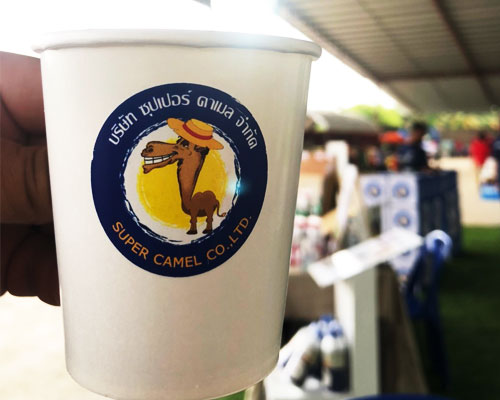 บริษัท ซุปเปอร์ คาเมล จำกัด
SUPER CAMEL CO.,LTD.